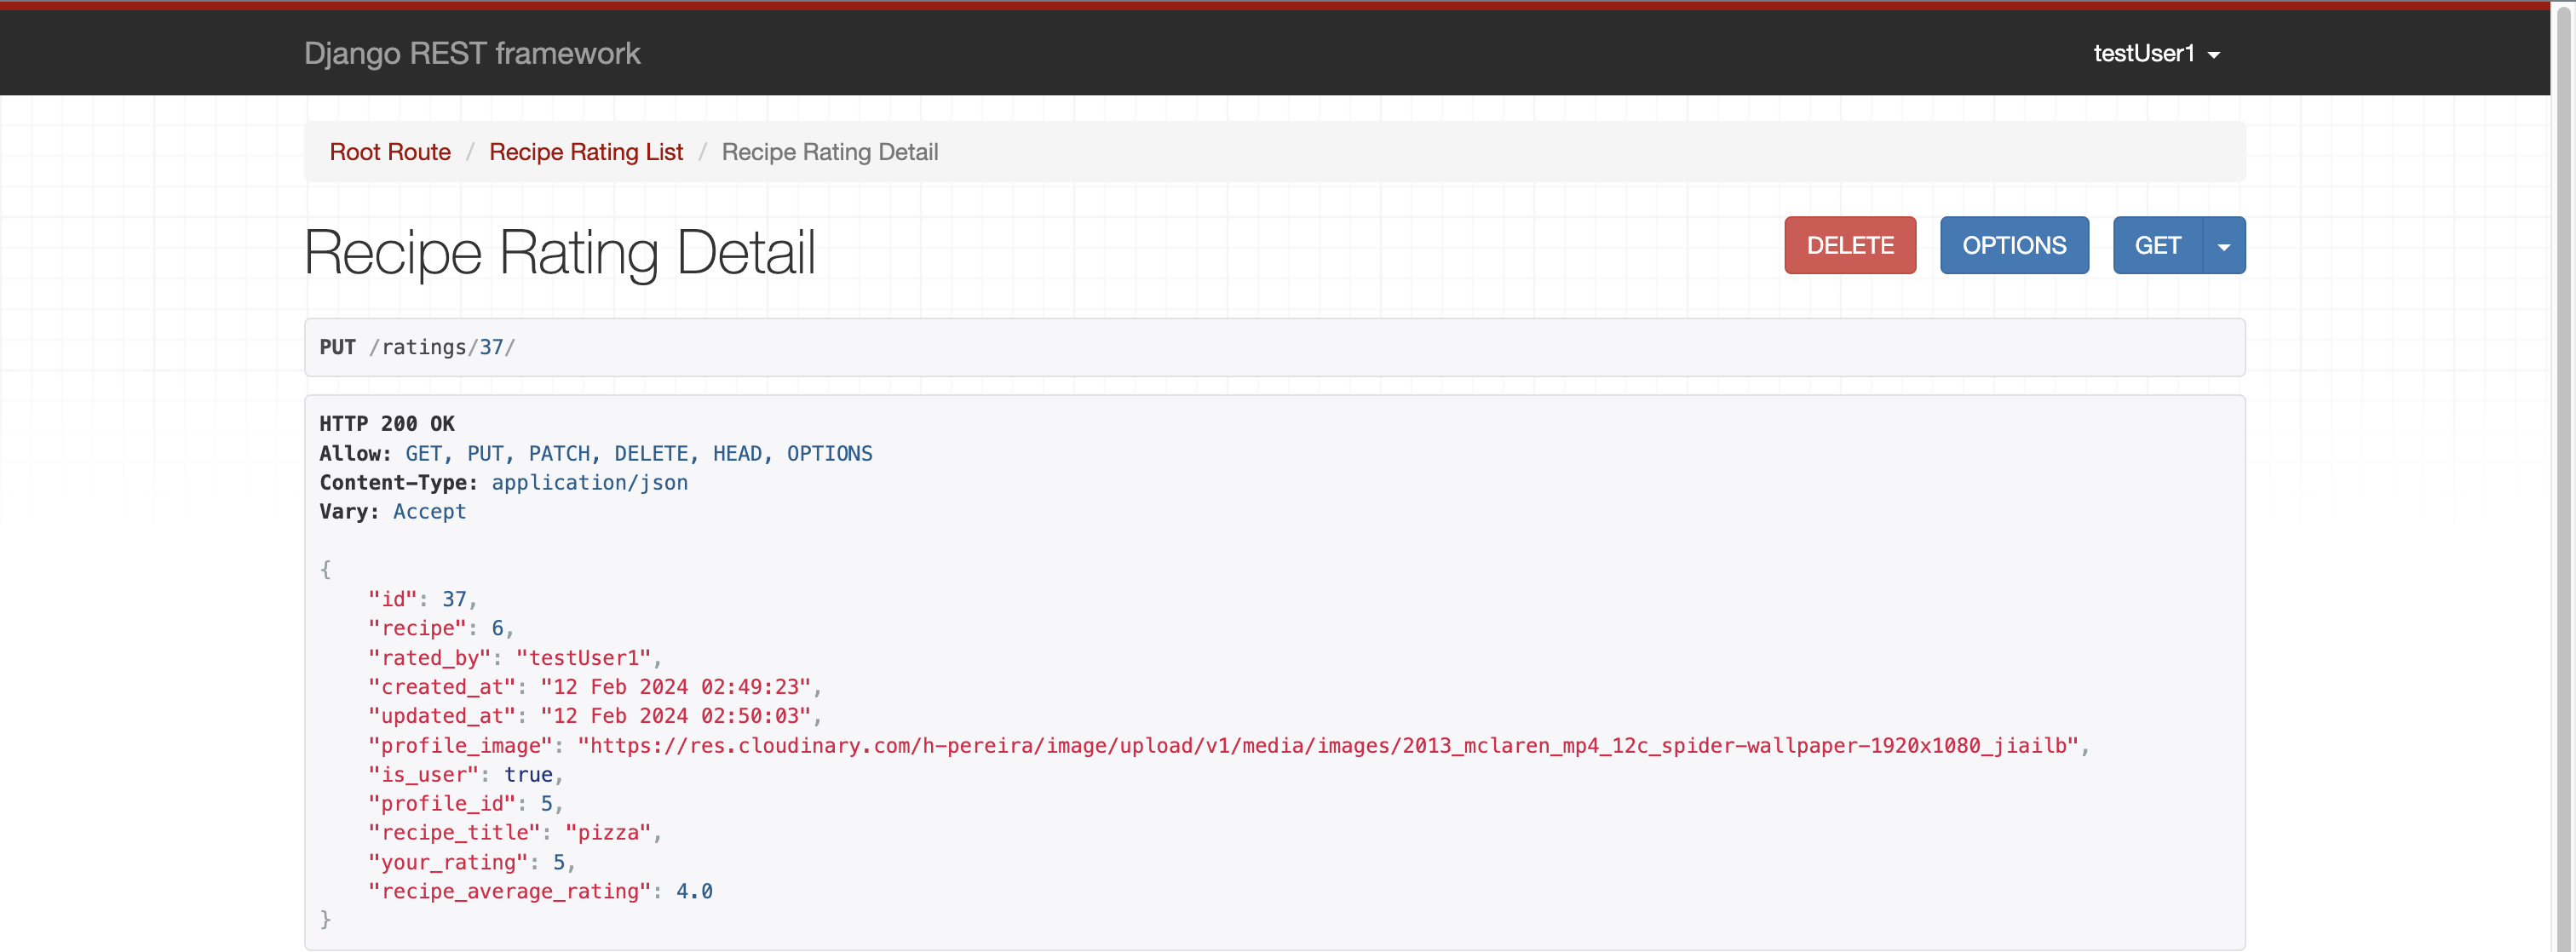 Django REST framework
testUser1
Root Route / Recipe Rating List / Recipe Rating Detail
Recipe Rating Detail
DELETE
OPTIONS
GET
PUT /ratings/37/
HTTP 200 OK
Allow: GET, PUT, PATCH, DELETE, HEAD, OPTIONS
Content-Type: application/json
Vary: Accept
{
    "id": 37,
    "recipe": 6,
    "rated_by": "testUser1",
    "created_at": "12 Feb 2024 02:49:23",
    "updated_at": "12 Feb 2024 02:50:03",
    "profile_image": "https://res.cloudinary.com/h-pereira/image/upload/v1/media/images/2013_mclaren_mp4_12c_spider-wallpaper-1920x1080_jiailb",
    "is_user": true,
    "profile_id": 5,
    "recipe_title": "pizza",
    "your_rating": 5,
    "recipe_average_rating": 4.0
}